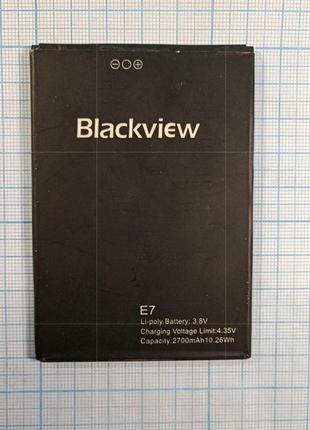 ⊖○⊕
Blackview
E7
Li-poly Battery: 3.8V
Charging Voltage Limit:4.35V
Capacity:2700mAh10.26Wh